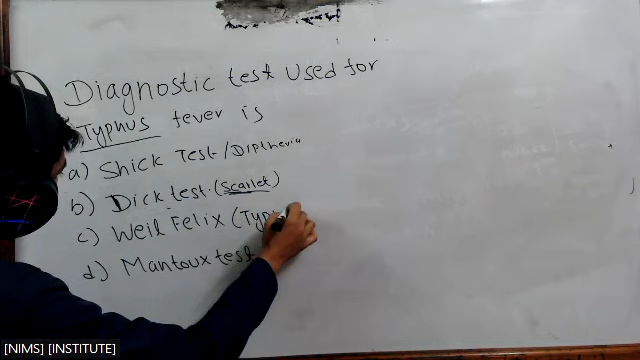 Diagnostic test used for
Typhus fever is
a) Shick Test/Diptheria
b) Dick test (Scarlet)
c) Weil Felix (Typ
d) Mantoux test
[NIMS] [INSTITUTE]